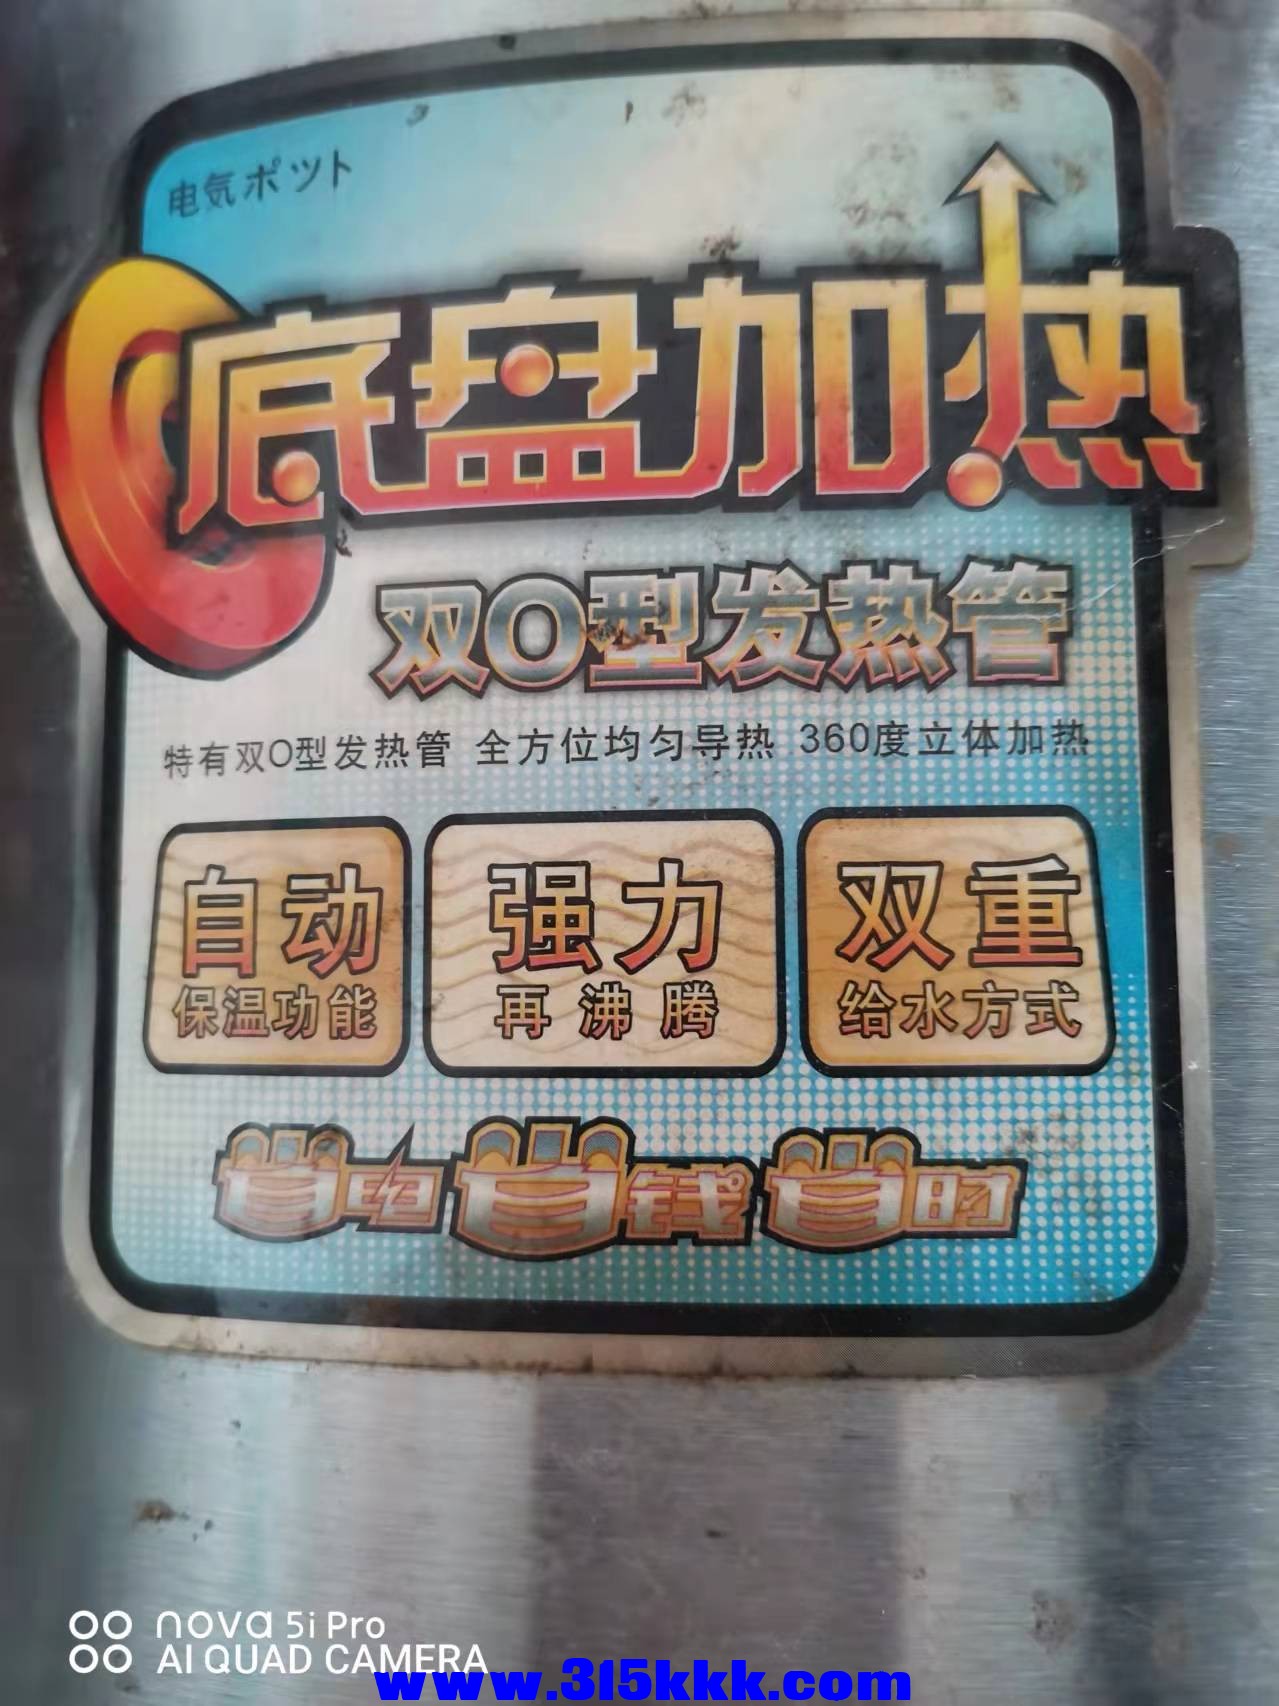 电気ポット
底盘加热
双O型发热管
特有双O型发热管 全方位均匀导热 360度立体加热
自动 强力 双重
保温功能 再沸腾 给水方式
省电 省钱 省时
nova 5i Pro
AI QUAD CAMERA
www.315kkk.com